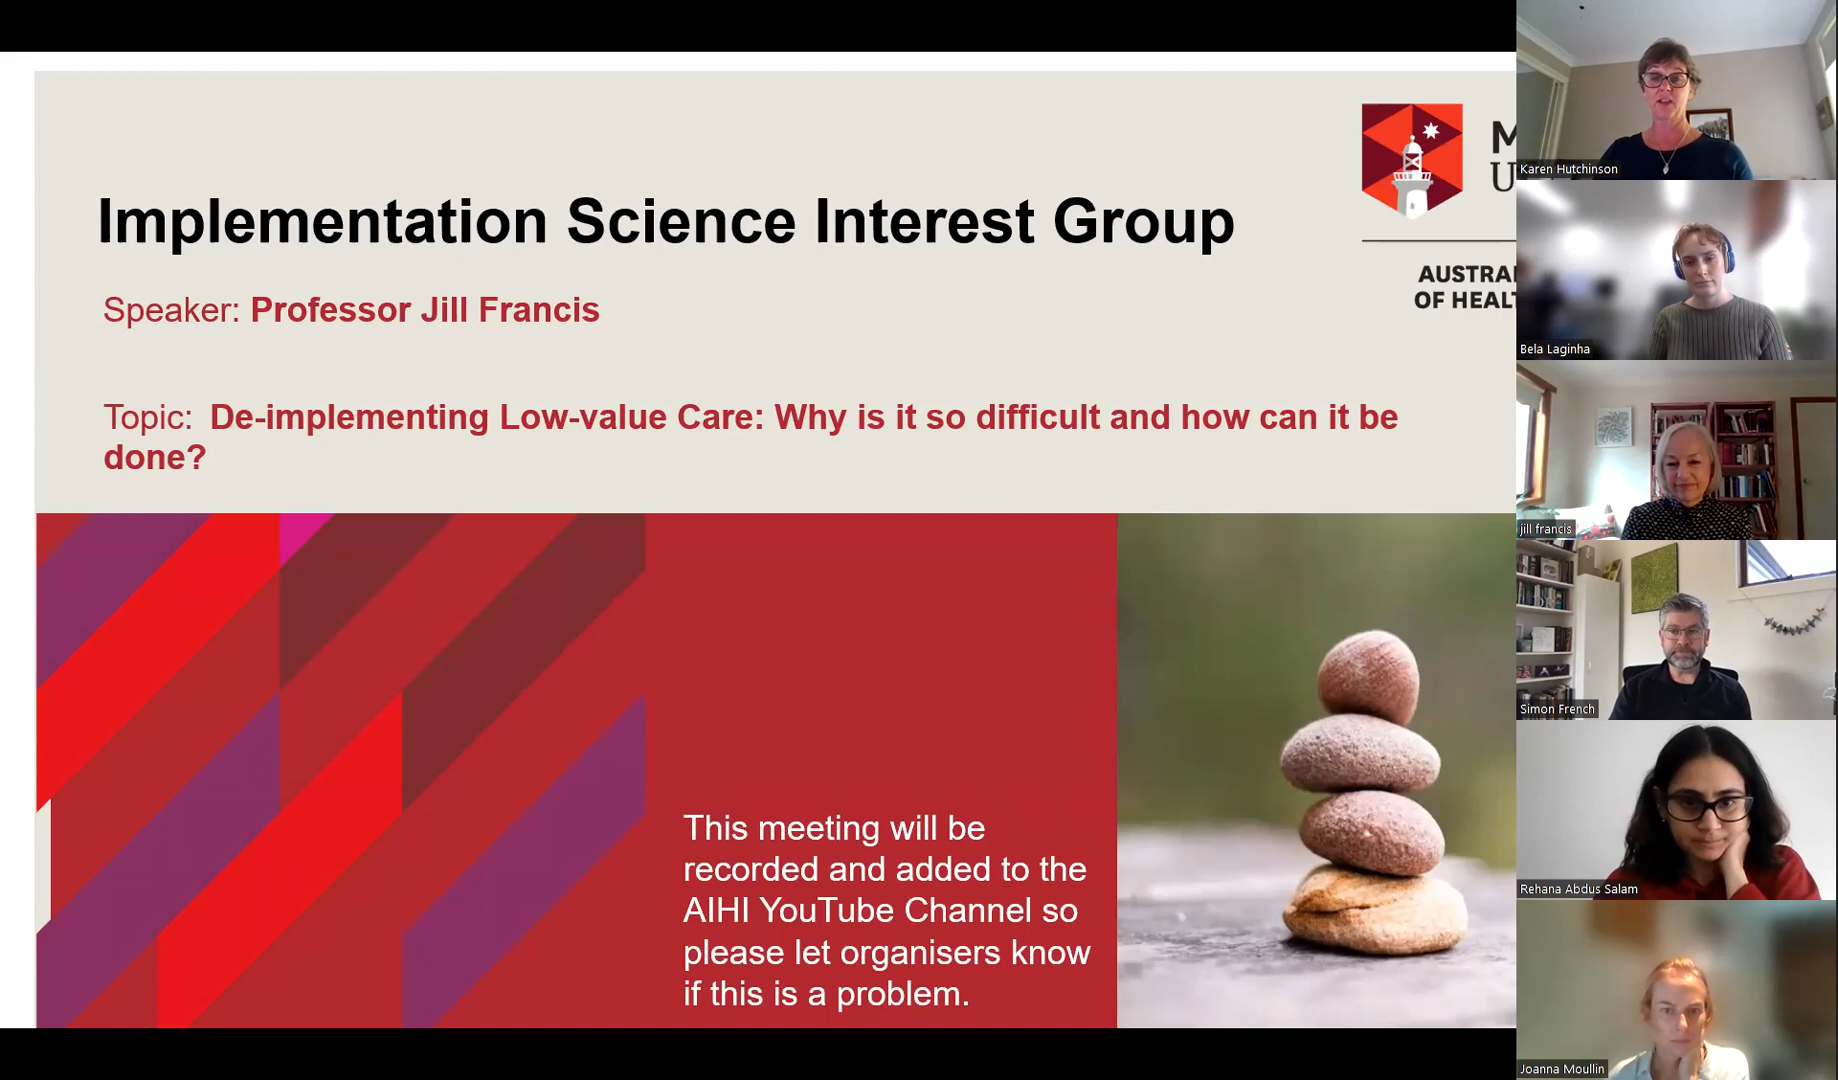 Implementation Science Interest Group
Speaker: Professor Jill Francis
Topic: De-implementing Low-value Care: Why is it so difficult and how can it be
done?
This meeting will be
recorded and added to the
AIHI YouTube Channel so
please let organisers know
if this is a problem.
M
U
AUSTRA
OF HEALT
Karen Hutchinson
Bela Laginha
jill francis
Simon French
Rehana Abdus Salam
Joanna Moullin